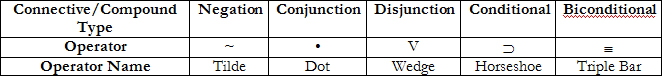 Connective/Compound Type Negation Conjunction Disjunction Conditional Biconditional
Operator ~ • V ⊃ ≡
Operator Name Tilde Dot Wedge Horseshoe Triple Bar